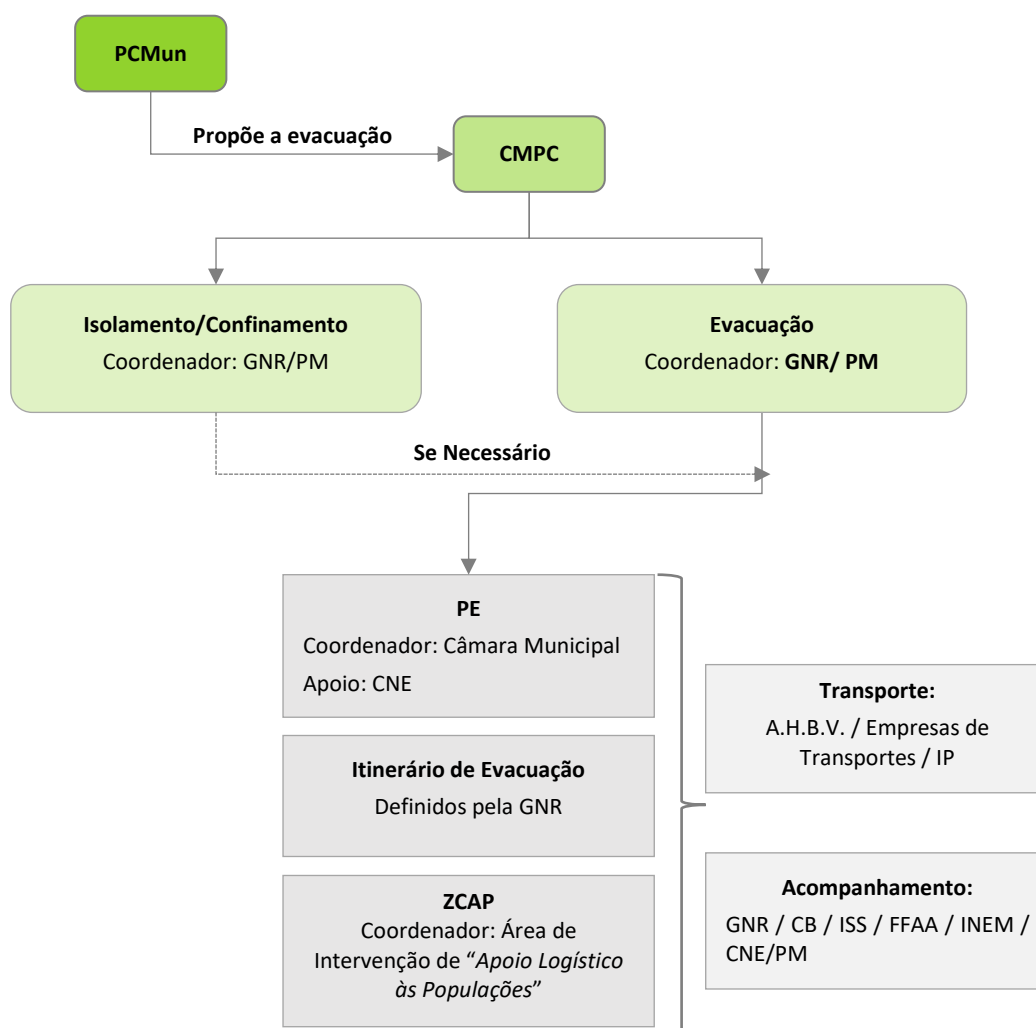 PCMun
Propõe a evacuação
CMPC
Isolamento/Confinamento
Coordenador: GNR/PM
Evacuação
Coordenador: GNR/ PM
Se Necessário
PE
Coordenador: Câmara Municipal
Apoio: CNE
Itinerário de Evacuação
Definidos pela GNR
ZCAP
Coordenador: Área de
Intervenção de “Apoio Logístico
às Populações”
Transporte:
A.H.B.V. / Empresas de
Transportes / IP
Acompanhamento:
GNR / CB / ISS / FFAA / INEM /
CNE/PM